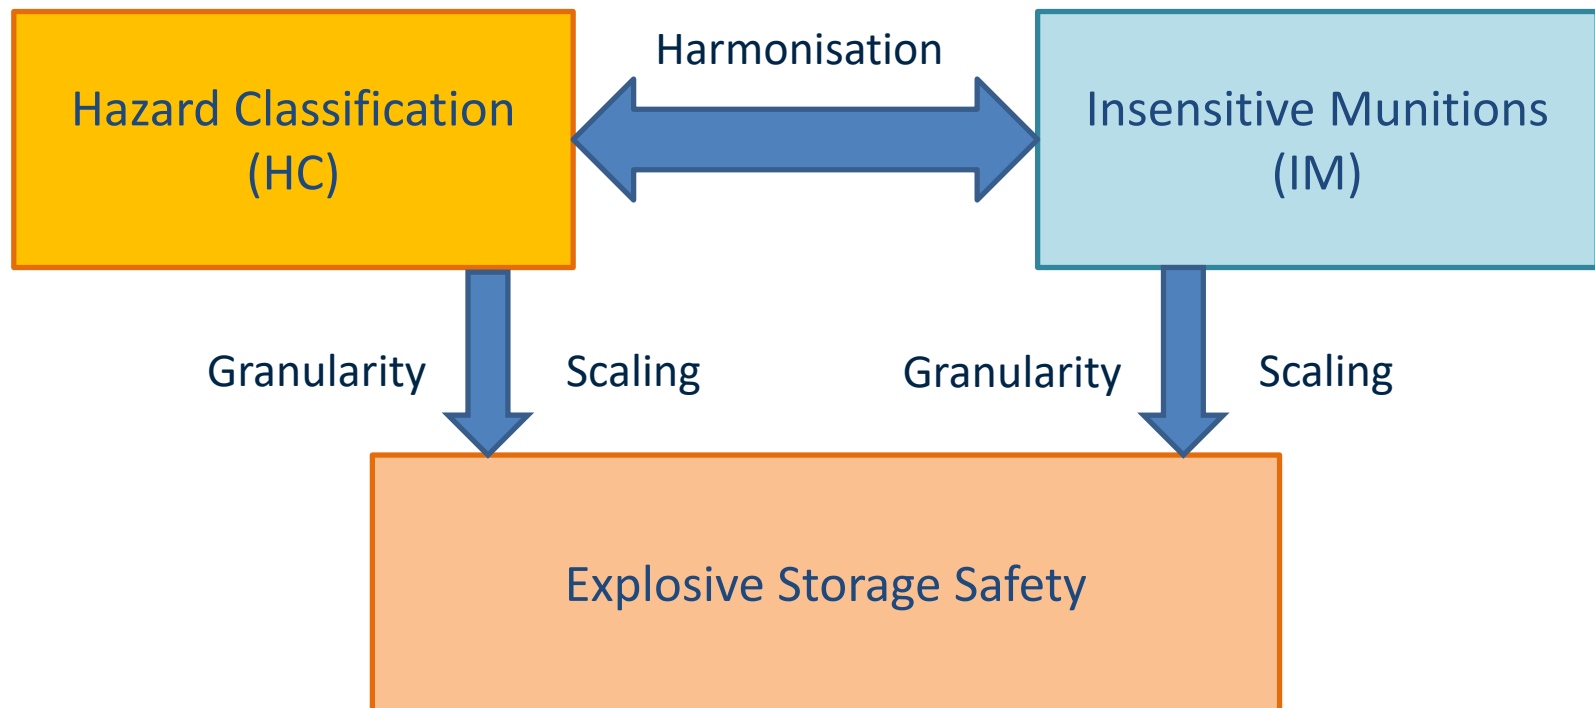 Harmonisation
Hazard Classification
(HC)
Insensitive Munitions
(IM)
Granularity
Scaling
Granularity
Scaling
Explosive Storage Safety